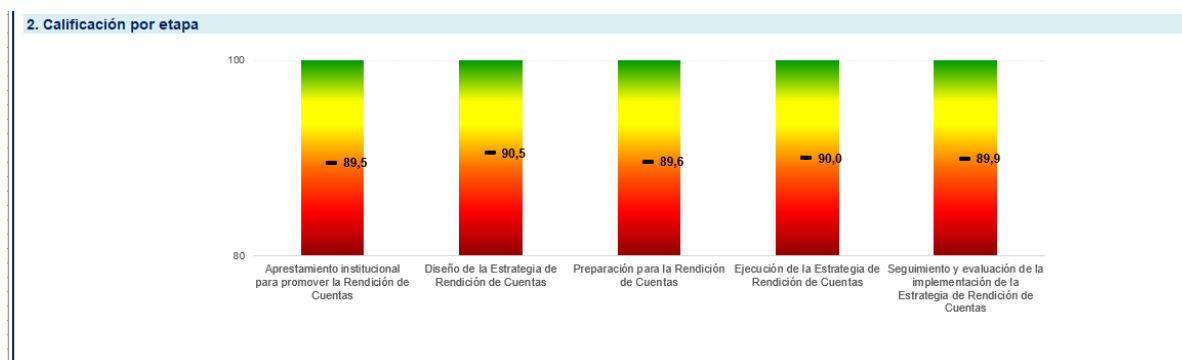 2. Calificación por etapa
100
89,5
90,5
89,6
90,0
89,9
80
Aprestamiento institucional
para promover la Rendición de
Cuentas
Diseño de la Estrategia de
Rendición de Cuentas
Preparación para la Rendición
de Cuentas
Ejecución de la Estrategia de
Rendición de Cuentas
Seguimiento y evaluación de la
implementación de la
Estrategia de Rendición de
Cuentas